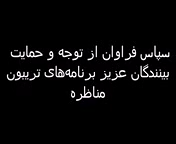 سپاس فراوان از توجه و حمایت
بینندگان عزیز برنامه‌های تریبون
مناظره